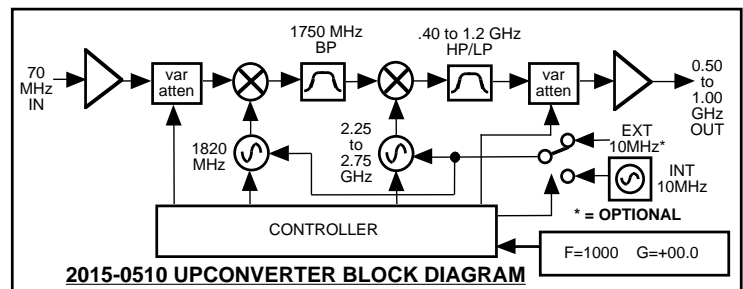 70
MHz
IN
var
atten
1750 MHz
BP
.40 to 1.2 GHz
HP/LP
var
atten
0.50
to
1.00
GHz
OUT
1820
MHz
2.25
to
2.75
GHz
EXT
10MHz*
INT
10MHz
* = OPTIONAL
CONTROLLER
F=1000 G=+00.0
2015-0510 UPCONVERTER BLOCK DIAGRAM